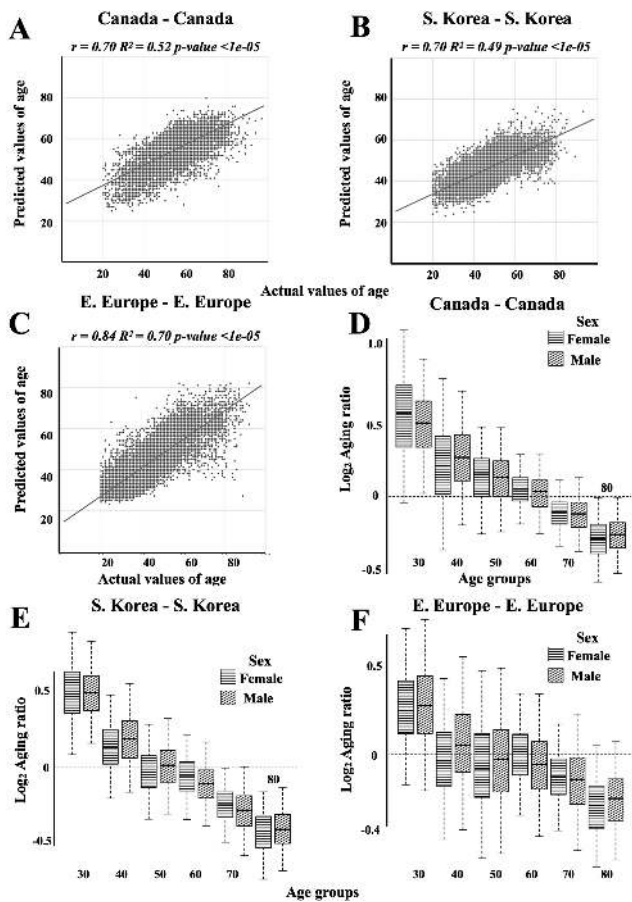 A
Canada - Canada
r = 0.70 R² = 0.52 p-value <1e-05
Predicted values of age
80
60
40
20
20 40 60 80
B
S. Korea - S. Korea
r = 0.70 R² = 0.49 p-value <1e-05
Predicted values of age
80
60
40
20
20 40 60 80
Actual values of age
C
E. Europe - E. Europe
r = 0.84 R² = 0.70 p-value <1e-05
Predicted values of age
80
60
40
20
20 40 60 80
Actual values of age
D
Canada - Canada
Sex
Female
Male
Log₂ Aging ratio
1.0
0.5
0
-0.5
80
30 40 50 60 70
Age groups
E
S. Korea - S. Korea
Sex
Female
Male
Log₂ Aging ratio
0.5
0
-0.5
80
30 40 50 60 70
Age groups
F
E. Europe - E. Europe
Sex
Female
Male
Log₂ Aging ratio
0.5
0
-0.4
30 40 50 60 70 80